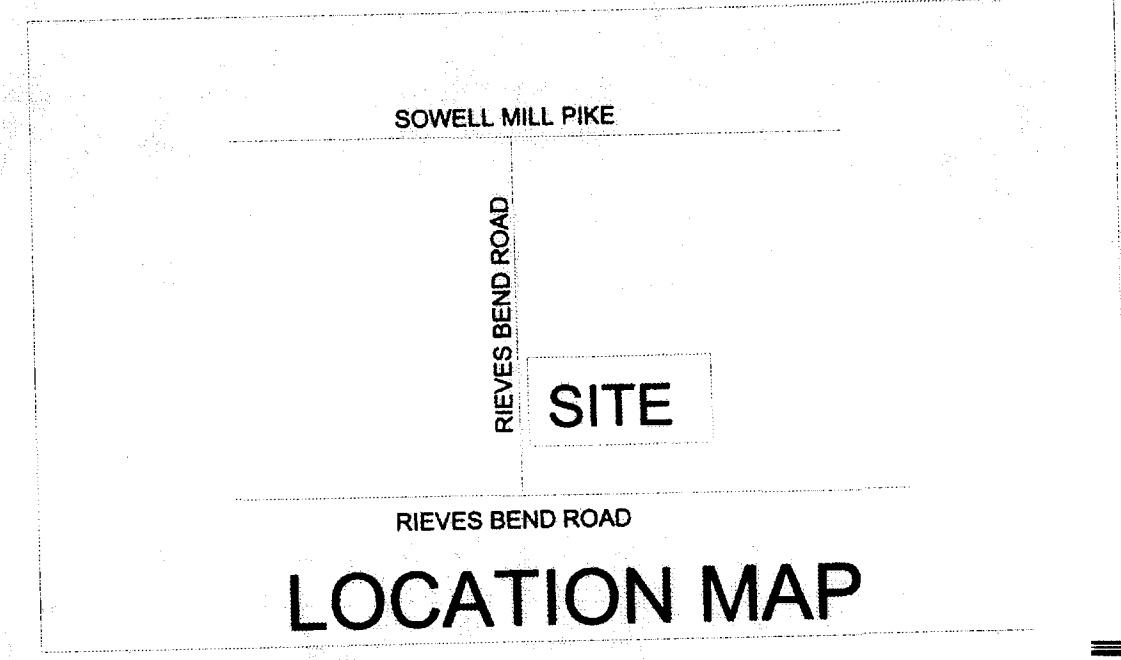 SOWELL MILL PIKE
RIEVES BEND ROAD
SITE
RIEVES BEND ROAD
LOCATION MAP